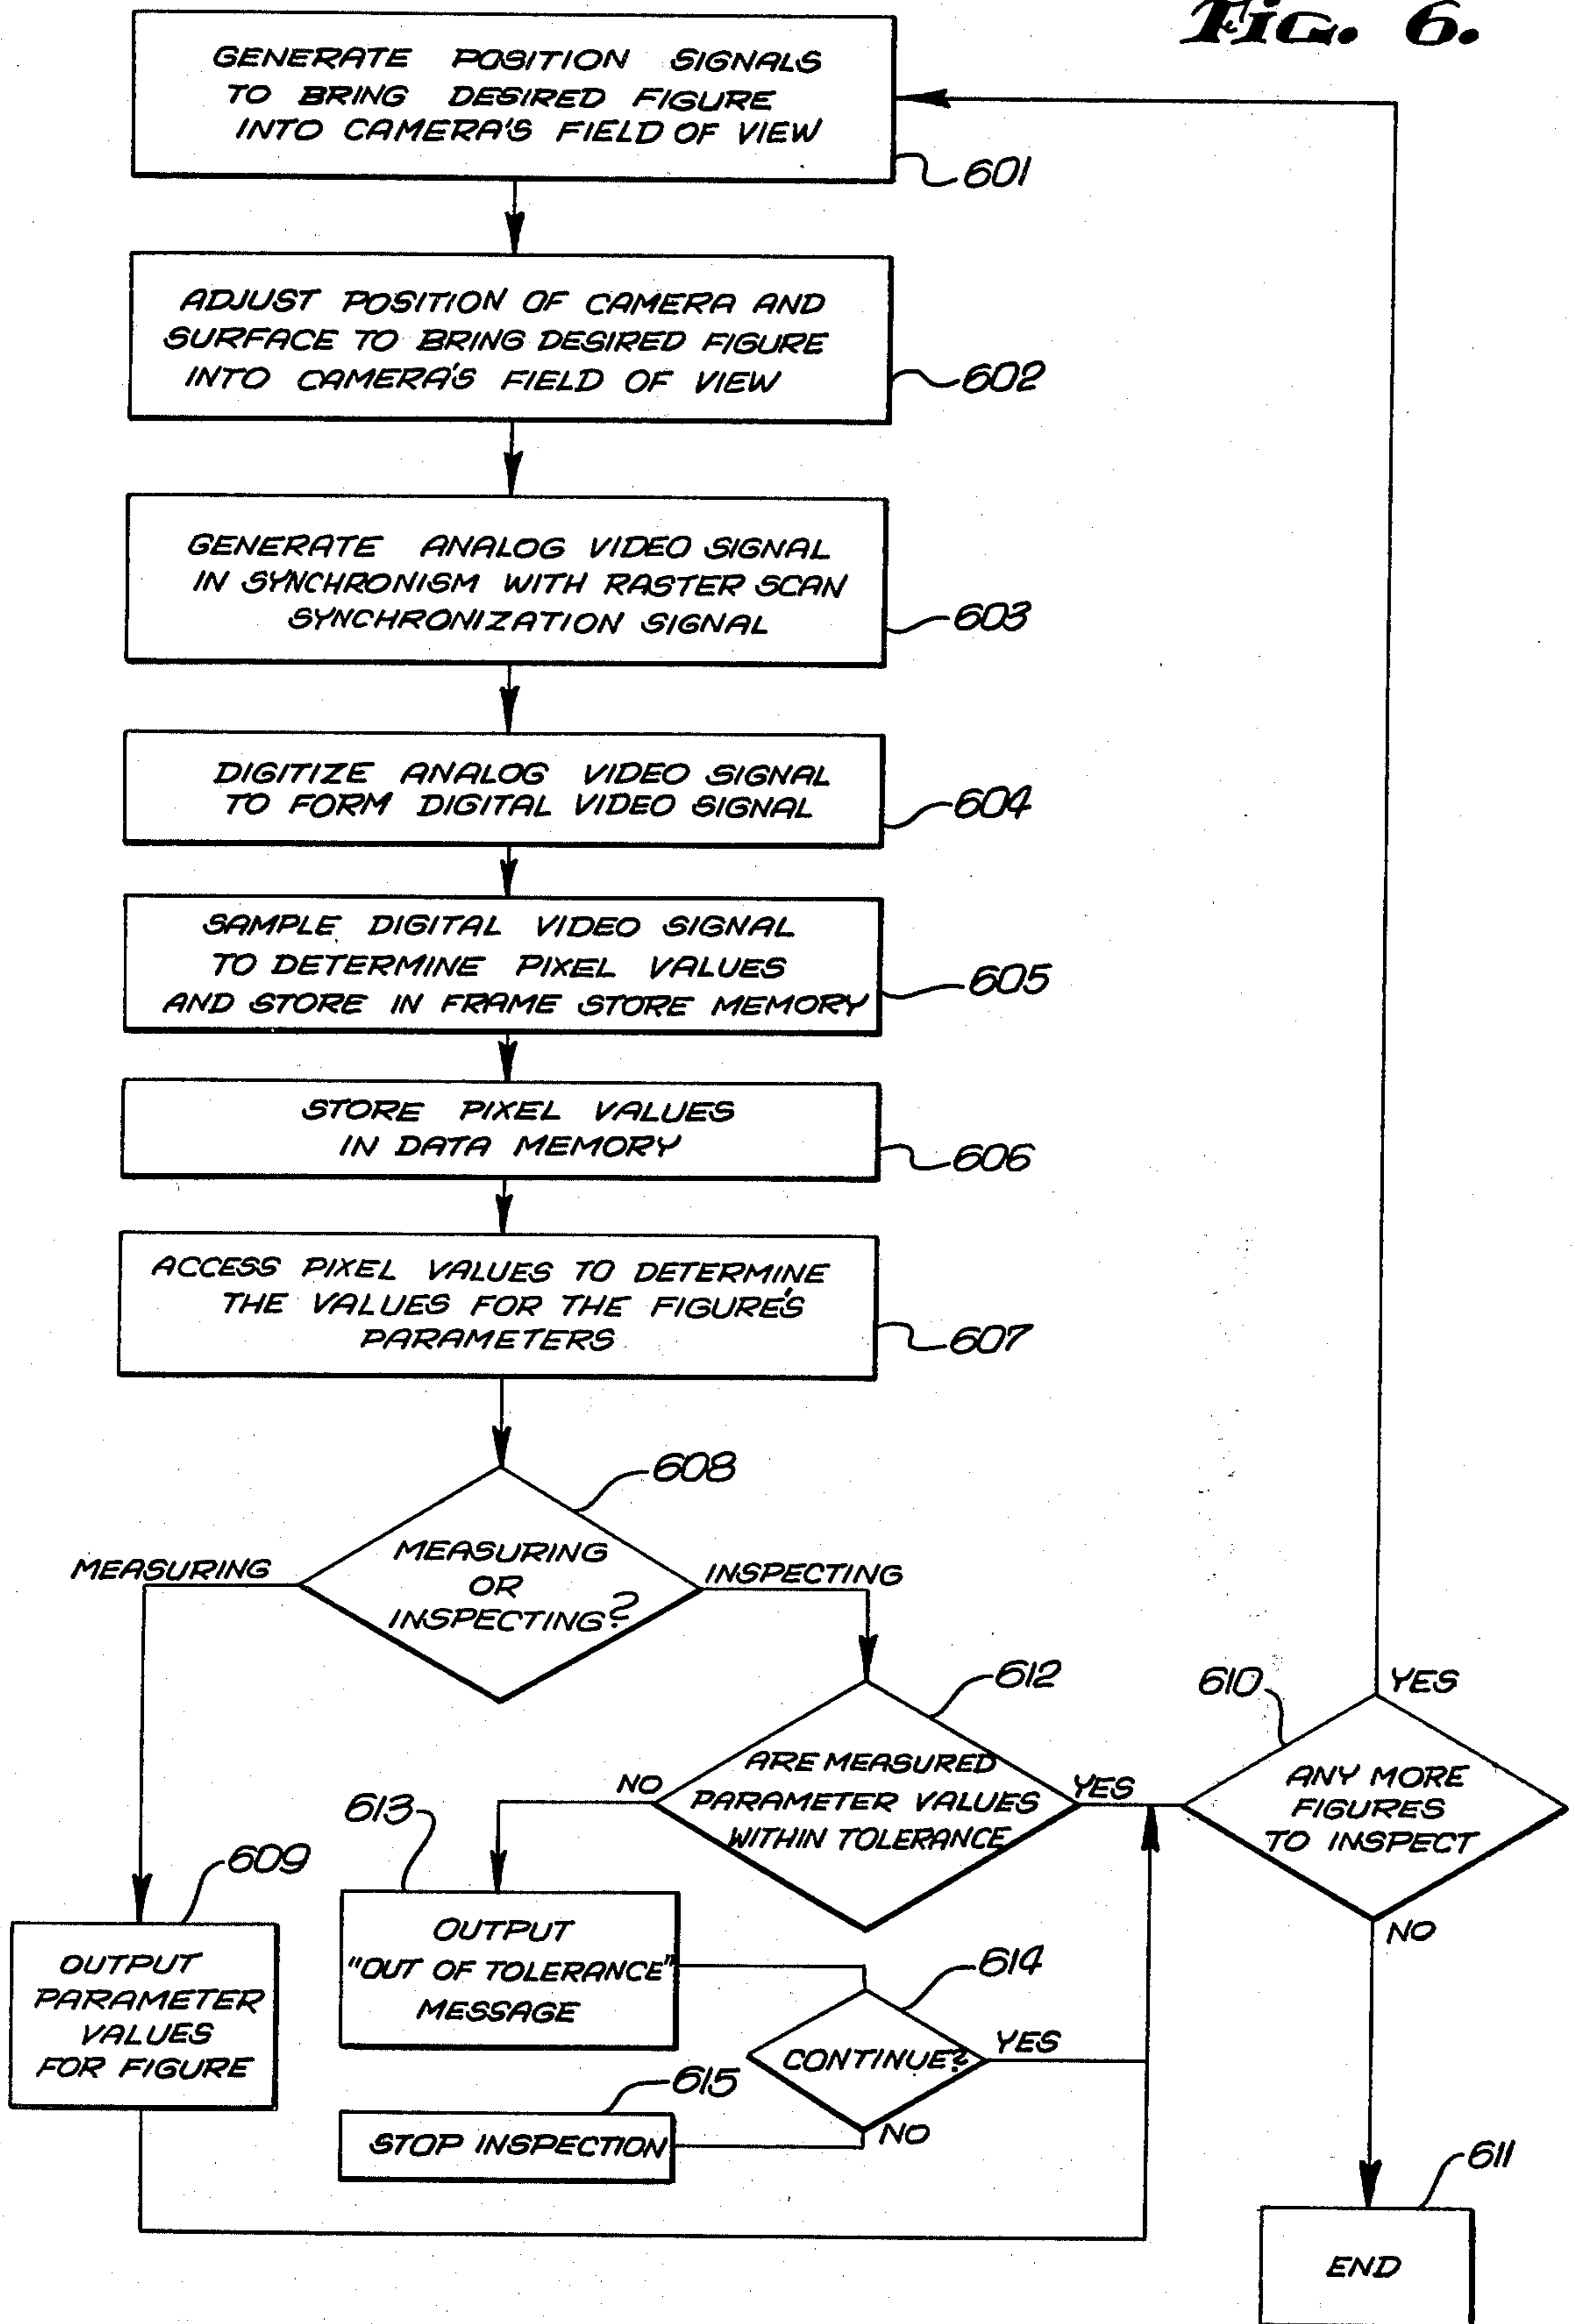 FIG. 6.
GENERATE POSITION SIGNALS
TO BRING DESIRED FIGURE
INTO CAMERA'S FIELD OF VIEW
601
ADJUST POSITION OF CAMERA AND
SURFACE TO BRING DESIRED FIGURE
INTO CAMERA'S FIELD OF VIEW
602
GENERATE ANALOG VIDEO SIGNAL
IN SYNCHRONISM WITH RASTER SCAN
SYNCHRONIZATION SIGNAL
603
DIGITIZE ANALOG VIDEO SIGNAL
TO FORM DIGITAL VIDEO SIGNAL
604
SAMPLE DIGITAL VIDEO SIGNAL
TO DETERMINE PIXEL VALUES
AND STORE IN FRAME STORE MEMORY
605
STORE PIXEL VALUES
IN DATA MEMORY
606
ACCESS PIXEL VALUES TO DETERMINE
THE VALUES FOR THE FIGURE'S
PARAMETERS
607
608
MEASURING
OR
INSPECTING?
MEASURING
INSPECTING
612
ARE MEASURED
PARAMETER VALUES
WITHIN TOLERANCE
NO
YES
610
YES
ANY MORE
FIGURES
TO INSPECT
NO
613
OUTPUT
"OUT OF TOLERANCE"
MESSAGE
609
OUTPUT
PARAMETER
VALUES
FOR FIGURE
614
CONTINUE?
YES
NO
615
STOP INSPECTION
611
END